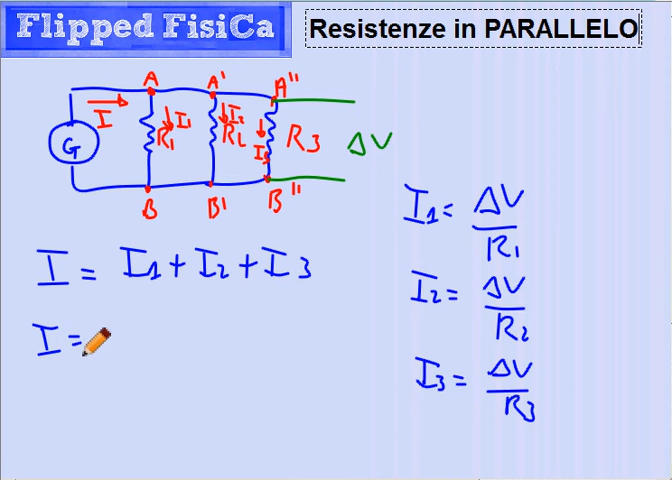 Flipped FisiCa
Resistenze in PARALLELO
A A' A"
I I1 I2
G R1 R2 I3 R3 ΔV
B B' B"
I1 = ΔV/R1
I = I1 + I2 + I3
I2 = ΔV/R2
I =
I3 = ΔV/R3